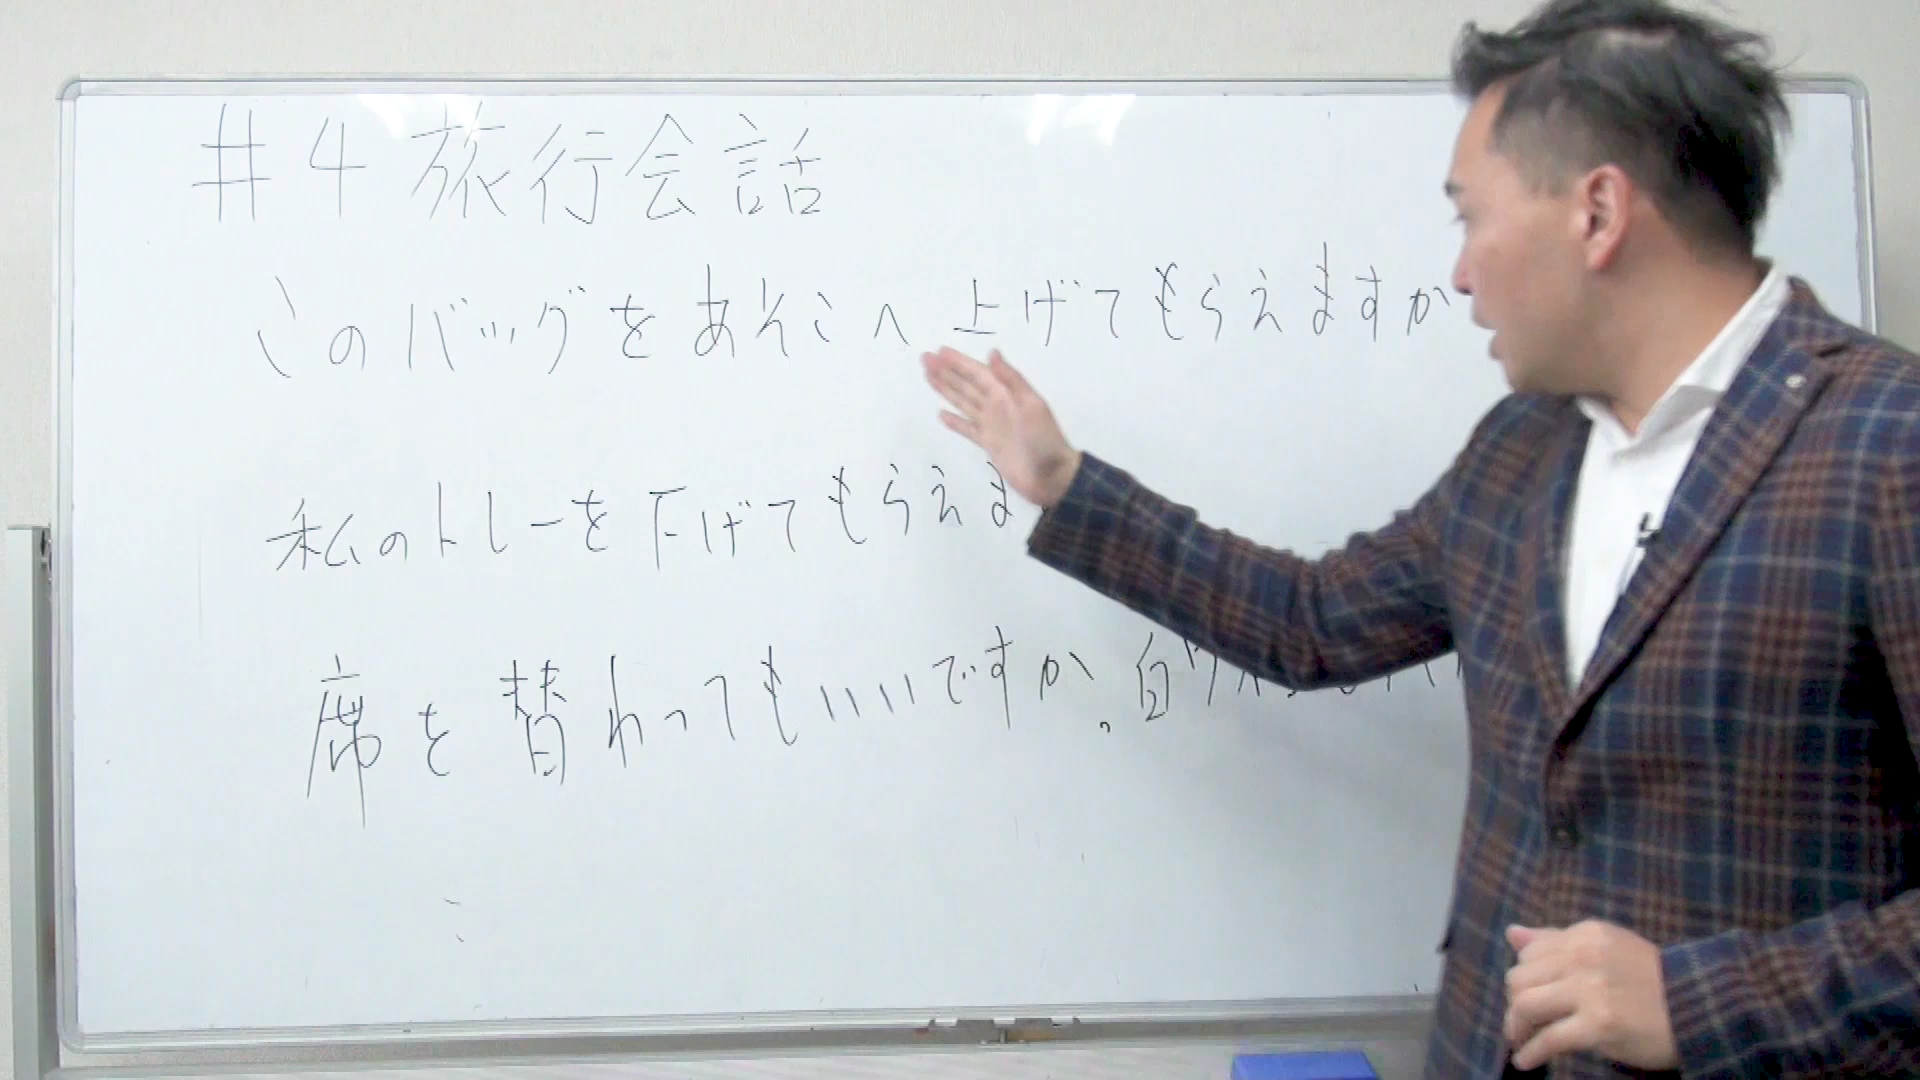 #4 旅行会話
このバッグをあそこへ上げてもらえますか
私のトレーを下げてもらえま
席を替わってもいいですか。